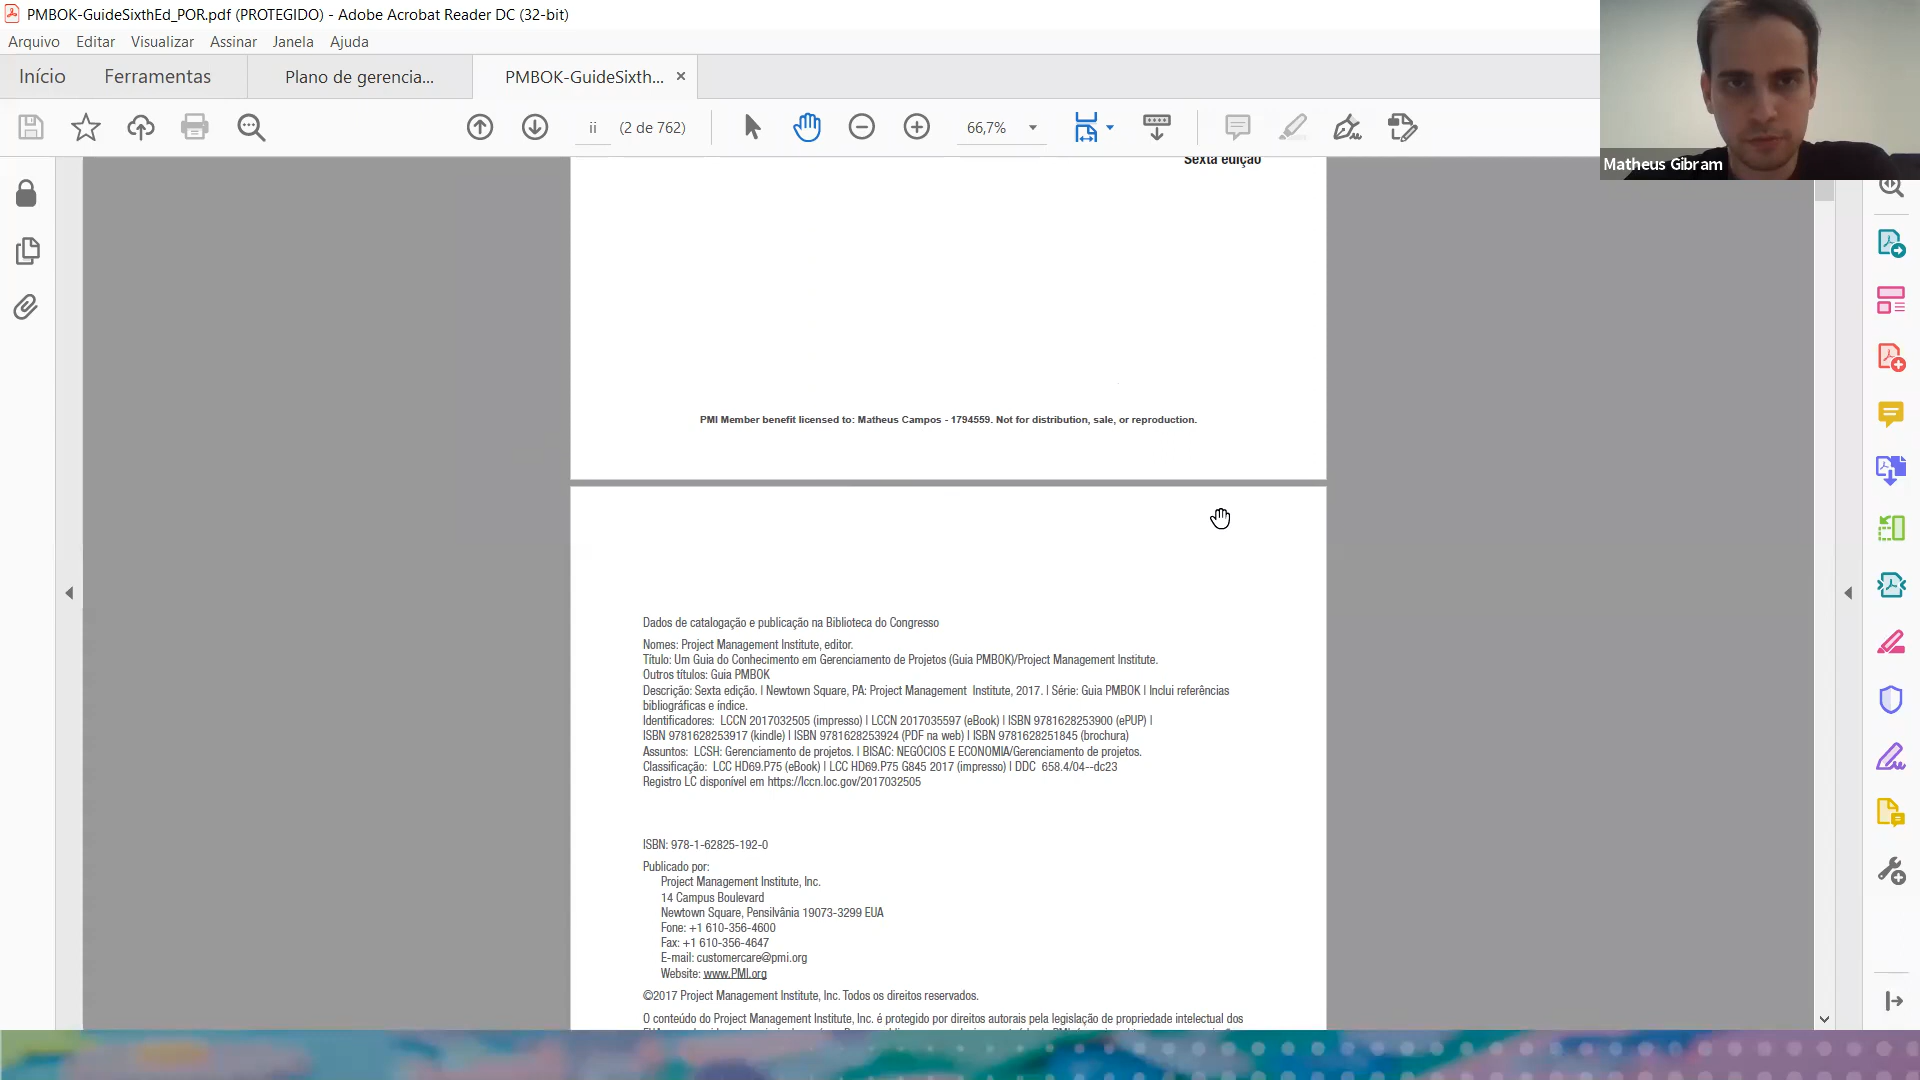 PMBOK-GuideSixthEd_POR.pdf (PROTEGIDO) - Adobe Acrobat Reader DC (32-bit)
Arquivo Editar Visualizar Assinar Janela Ajuda
Início Ferramentas Plano de gerencia... PMBOK-GuideSixth... ×
ii (2 de 762) 66,7%
Matheus Gibram
Sexta edição
PMI Member benefit licensed to: Matheus Campos - 1794559. Not for distribution, sale, or reproduction.
Dados de catalogação e publicação na Biblioteca do Congresso
Nomes: Project Management Institute, editor.
Título: Um Guia do Conhecimento em Gerenciamento de Projetos (Guia PMBOK)/Project Management Institute.
Outros títulos: Guia PMBOK
Descrição: Sexta edição. | Newtown Square, PA: Project Management Institute, 2017. | Série: Guia PMBOK | Inclui referências
bibliográficas e índice.
Identificadores: LCCN 2017032505 (impresso) | LCCN 2017035597 (eBook) | ISBN 9781628253900 (ePUP) |
ISBN 9781628253917 (kindle) | ISBN 9781628253924 (PDF na web) | ISBN 9781628251845 (brochura)
Assuntos: LCSH: Gerenciamento de projetos. | BISAC: NEGÓCIOS E ECONOMIA/Gerenciamento de projetos.
Classificação: LCC HD69.P75 (eBook) | LCC HD69.P75 G845 2017 (impresso) | DDC 658.4/04--dc23
Registro LC disponível em https://lccn.loc.gov/2017032505
ISBN: 978-1-62825-192-0
Publicado por:
Project Management Institute, Inc.
14 Campus Boulevard
Newtown Square, Pensilvânia 19073-3299 EUA
Fone: +1 610-356-4600
Fax: +1 610-356-4647
E-mail: customercare@pmi.org
Website: www.PMI.org
©2017 Project Management Institute, Inc. Todos os direitos reservados.
O conteúdo do Project Management Institute, Inc. é protegido por direitos autorais pela legislação de propriedade intelectual dos